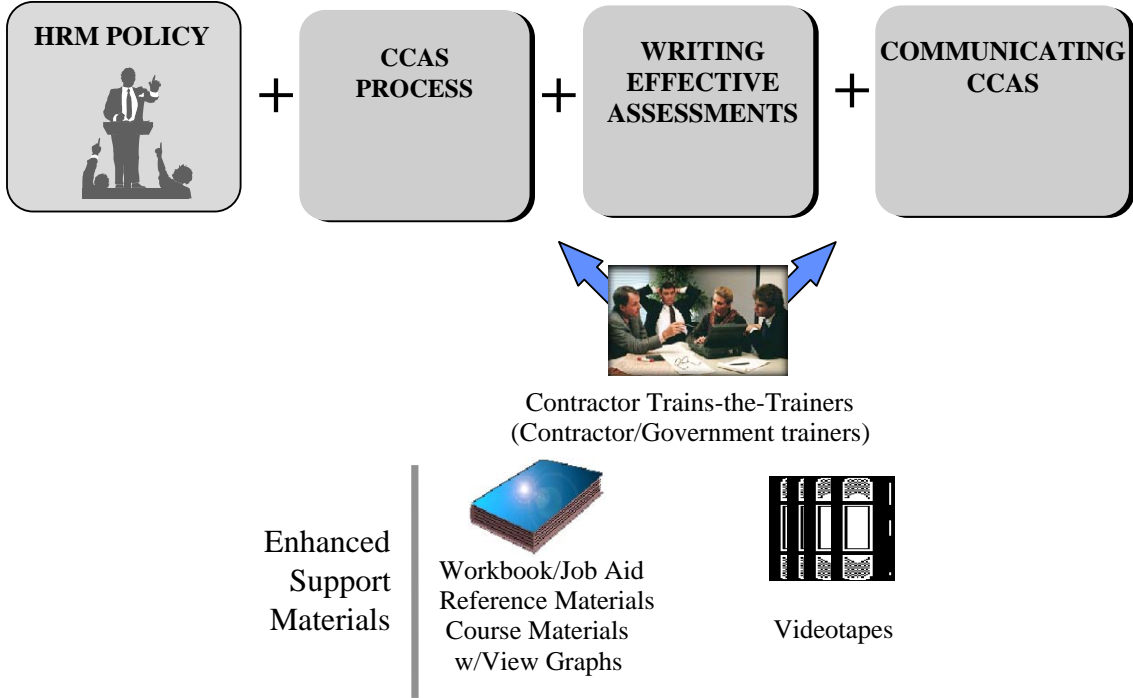 HRM POLICY
+
CCAS
PROCESS
+
WRITING
EFFECTIVE
ASSESSMENTS
+
COMMUNICATING
CCAS
Contractor Trains-the-Trainers
(Contractor/Government trainers)
Enhanced
Support
Materials
Workbook/Job Aid
Reference Materials
Course Materials
w/View Graphs
Videotapes